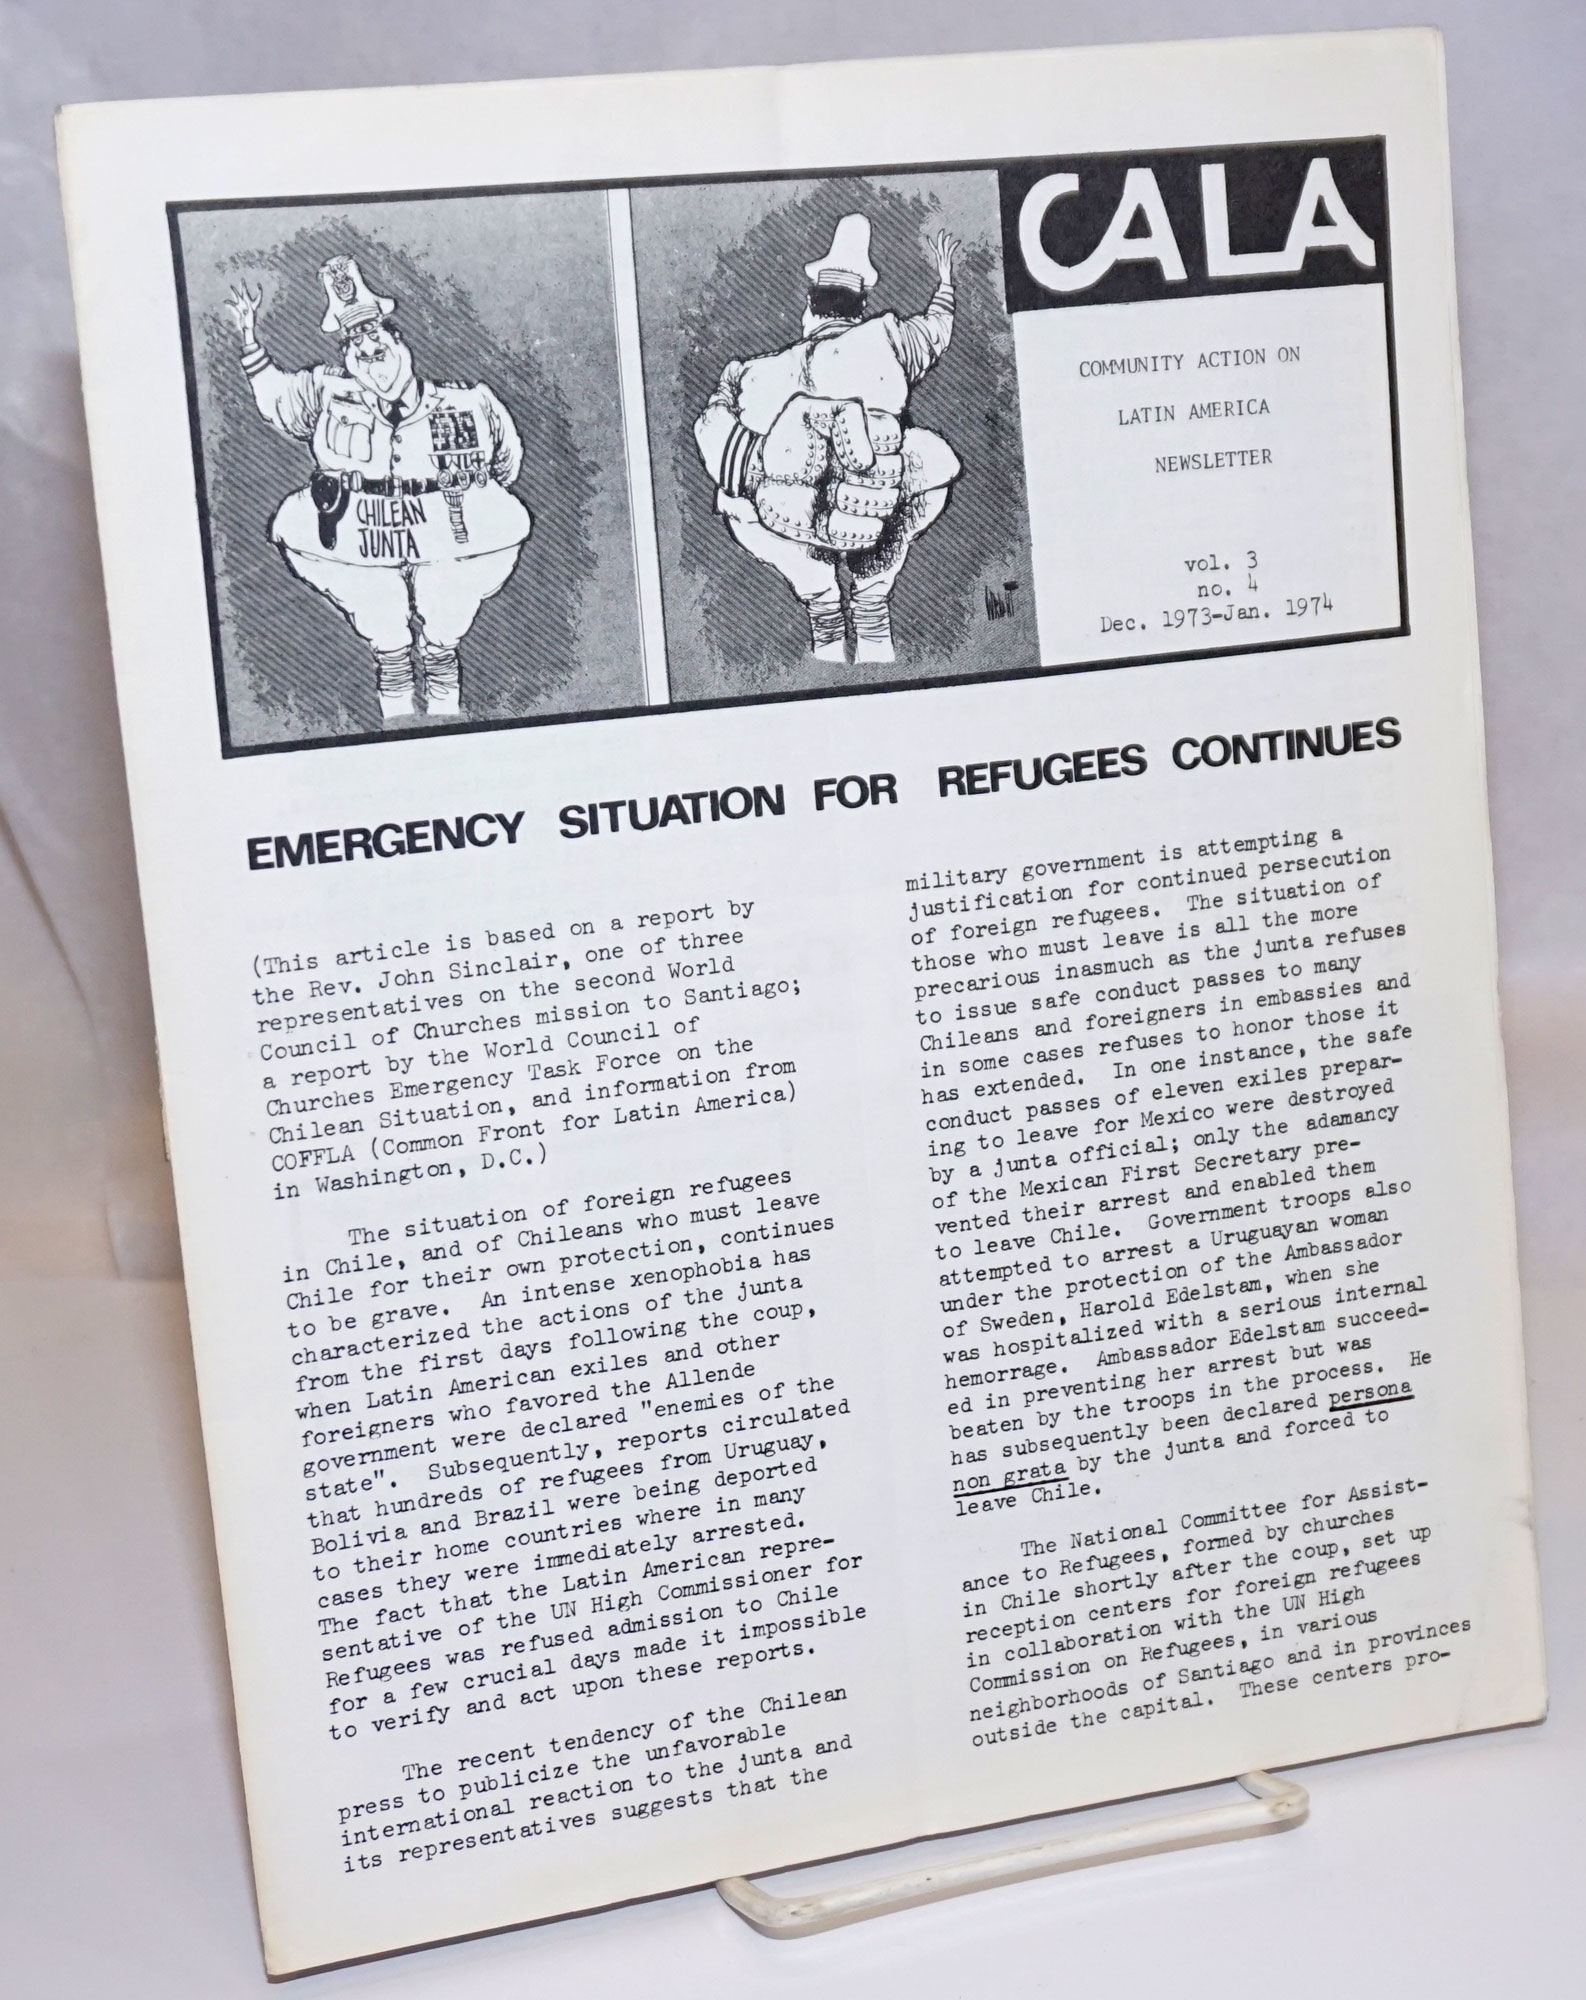 CALA
COMMUNITY ACTION ON
LATIN AMERICA
NEWSLETTER
vol. 3
no. 4
Dec. 1973-Jan. 1974
CHILEAN
JUNTA
EMERGENCY SITUATION FOR REFUGEES CONTINUES
(This article is based on a report by
the Rev. John Sinclair, one of three
representatives on the second World
Council of Churches mission to Santiago;
a report by the World Council of
Churches Emergency Task Force on the
Chilean Situation, and information from
COFFLA (Common Front for Latin America)
in Washington, D.C.)
The situation of foreign refugees
in Chile, and of Chileans who must leave
Chile for their own protection, continues
to be grave. An intense xenophobia has
characterized the actions of the junta
from the first days following the coup,
when Latin American exiles and other
foreigners who favored the Allende
government were declared "enemies of the
state". Subsequently, reports circulated
that hundreds of refugees from Uruguay,
Bolivia and Brazil were being deported
to their home countries where in many
cases they were immediately arrested.
The fact that the Latin American repre-
sentative of the UN High Commissioner for
Refugees was refused admission to Chile
for a few crucial days made it impossible
to verify and act upon these reports.
The recent tendency of the Chilean
press to publicize the unfavorable
international reaction to the junta and
its representatives suggests that the
military government is attempting a
justification for continued persecution
of foreign refugees. The situation of
those who must leave is all the more
precarious inasmuch as the junta refuses
to issue safe conduct passes to many
Chileans and foreigners in embassies and
in some cases refuses to honor those it
has extended. In one instance, the safe
conduct passes of eleven exiles prepar-
ing to leave for Mexico were destroyed
by a junta official; only the adamancy
of the Mexican First Secretary pre-
vented their arrest and enabled them
to leave Chile. Government troops also
attempted to arrest a Uruguayan woman
under the protection of the Ambassador
of Sweden, Harold Edelstam, when she
was hospitalized with a serious internal
hemorrage. Ambassador Edelstam succeed-
ed in preventing her arrest but was
beaten by the troops in the process. He
has subsequently been declared persona
non grata by the junta and forced to
leave Chile.
The National Committee for Assist-
ance to Refugees, formed by churches
in Chile shortly after the coup, set up
reception centers for foreign refugees
in collaboration with the UN High
Commission on Refugees, in various
neighborhoods of Santiago and in provinces
outside the capital. These centers pro-